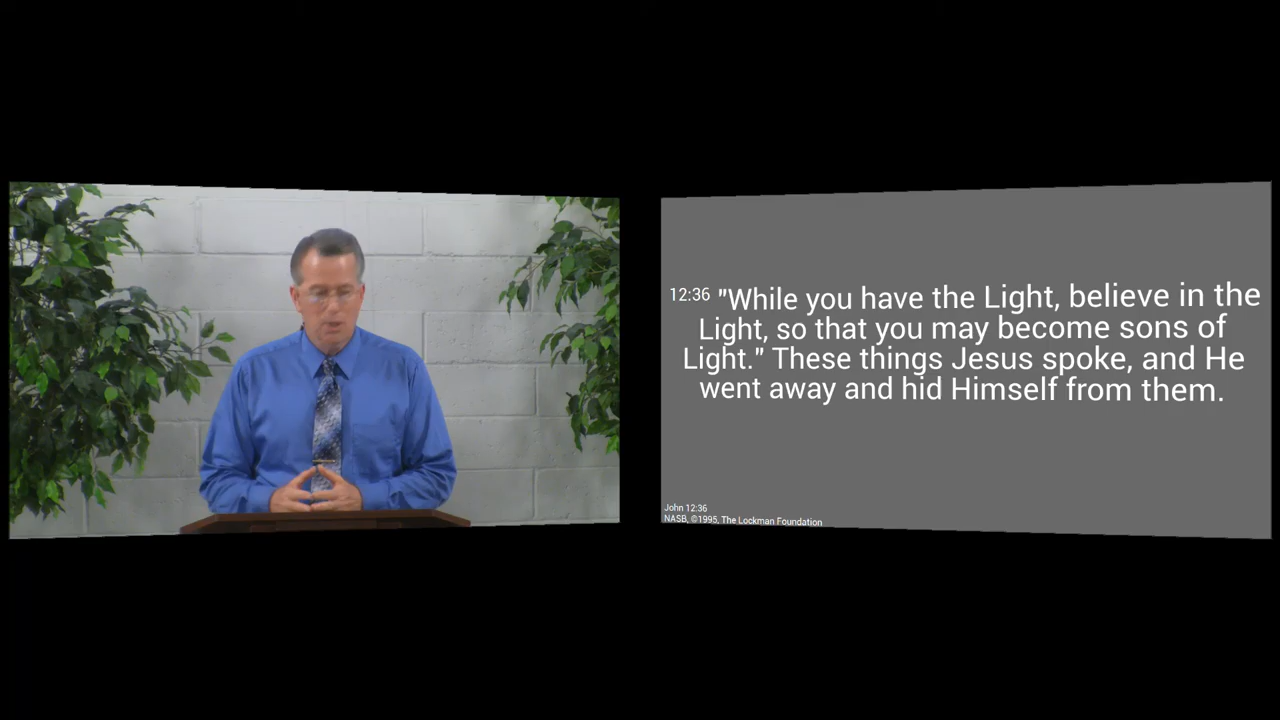 12:36 "While you have the Light, believe in the
Light, so that you may become sons of
Light." These things Jesus spoke, and He
went away and hid Himself from them.
John 12:36
NASB, ©1995, The Lockman Foundation